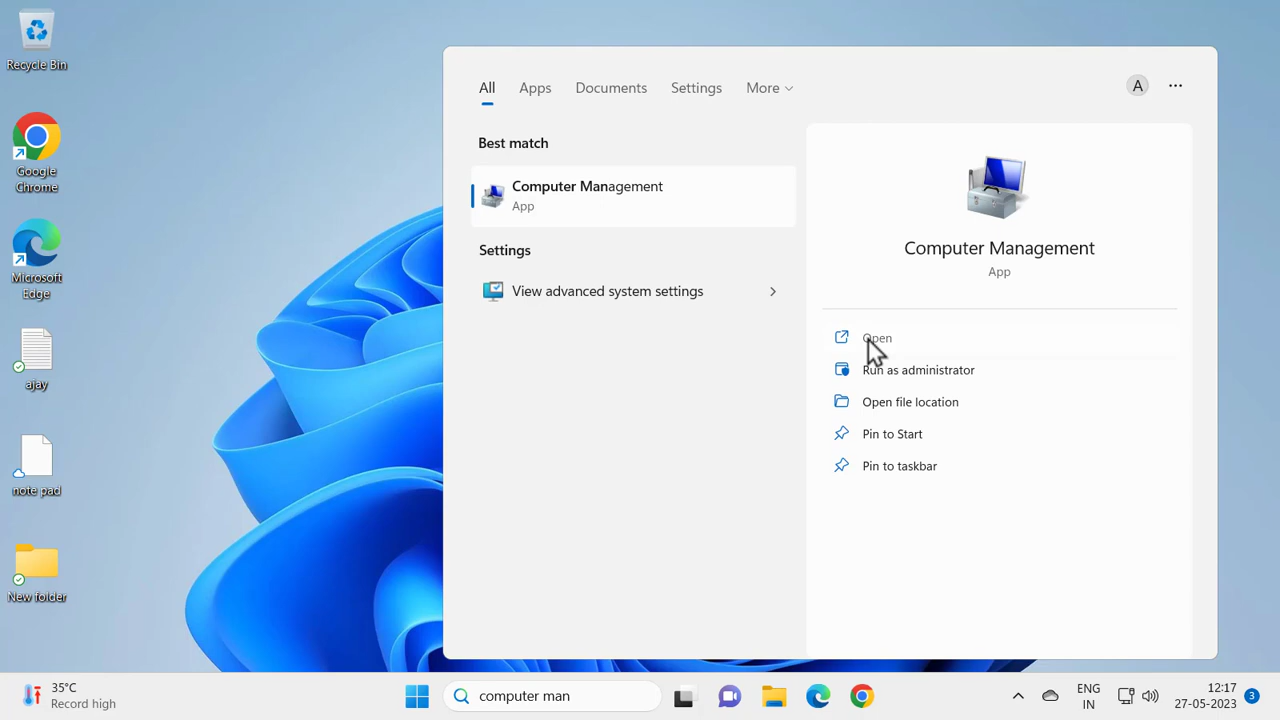 Recycle Bin
Google
Chrome
Microsoft
Edge
ajay
note pad
New folder
All Apps Documents Settings More
A
Best match
Computer Management
App
Settings
View advanced system settings
Computer Management
App
Open
Run as administrator
Open file location
Pin to Start
Pin to taskbar
35°C
Record high
computer man
ENG
IN
12:17
27-05-2023
3